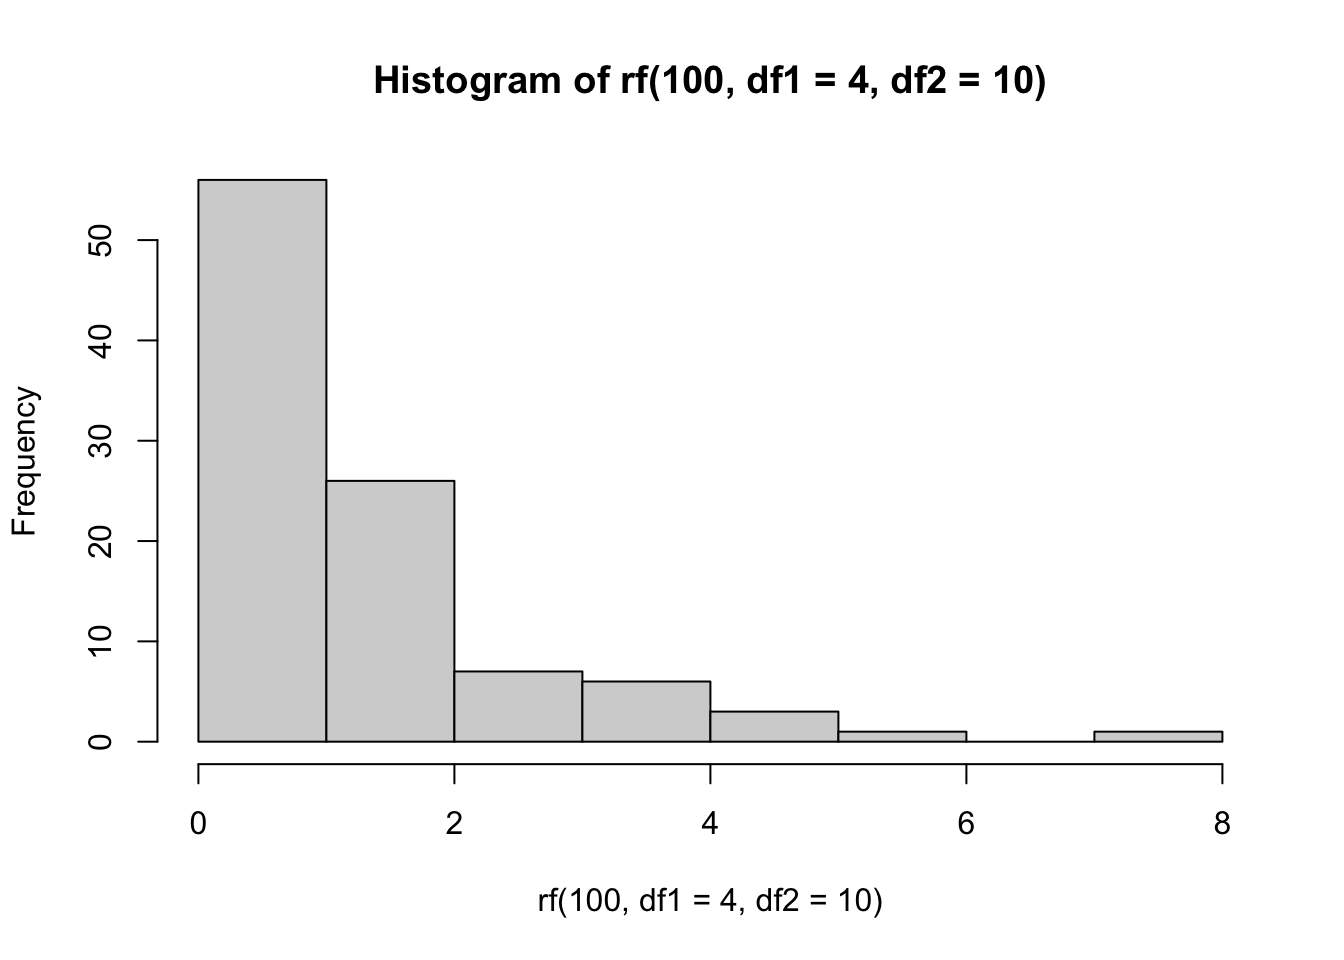 Histogram of rf(100, df1 = 4, df2 = 10)
Frequency
50
40
30
20
10
0
0 2 4 6 8
rf(100, df1 = 4, df2 = 10)